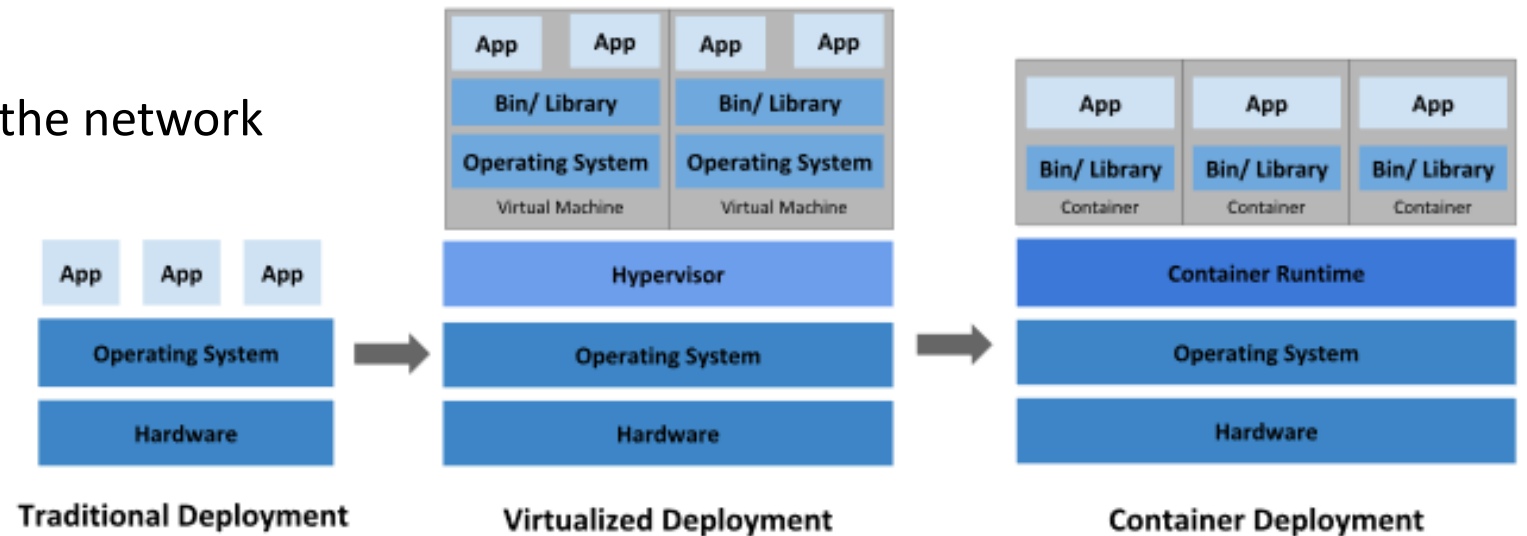 the network
App
App
App
Operating System
Hardware
Traditional Deployment
App
App
App
App
Bin/ Library
Bin/ Library
Operating System
Operating System
Virtual Machine
Virtual Machine
Hypervisor
Operating System
Hardware
Virtualized Deployment
App
App
App
Bin/ Library
Bin/ Library
Bin/ Library
Container
Container
Container
Container Runtime
Operating System
Hardware
Container Deployment